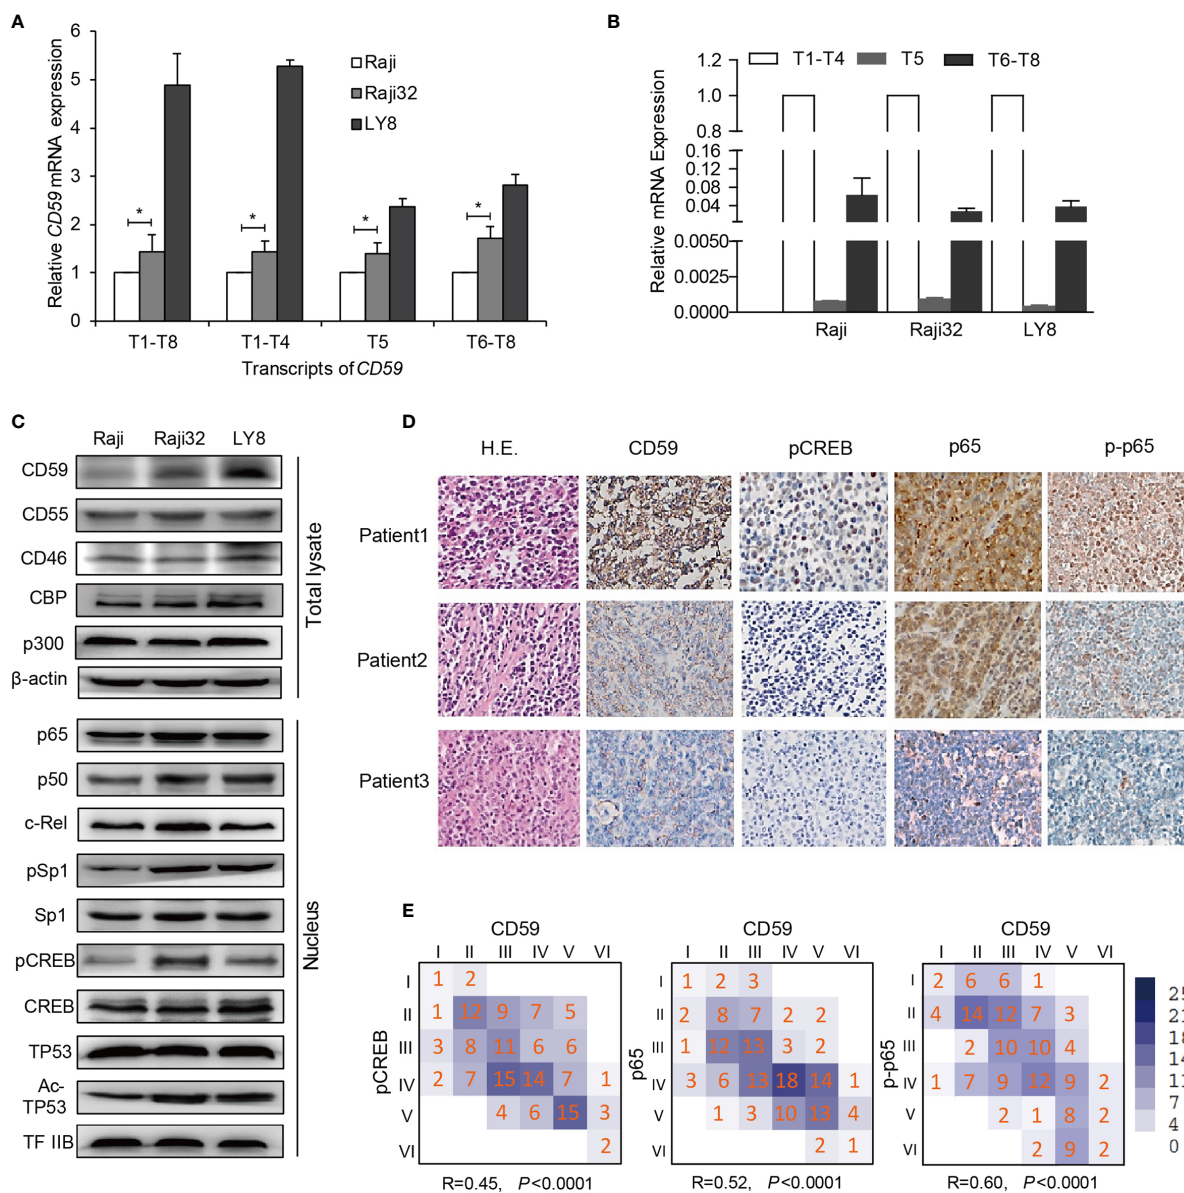 A
Relative CD59 mRNA expression
6
5
4
3
2
1
0
Raji
Raji32
LY8
*
*
*
*
T1-T8
T1-T4
T5
T6-T8
Transcripts of CD59
B
Relative mRNA Expression
T1-T4
T5
T6-T8
1.2
1.0
0.8
0.16
0.12
0.08
0.04
0.0050
0.0025
0.0000
Raji
Raji32
LY8
C
Raji Raji32 LY8
CD59
CD55
CD46
CBP
p300
β-actin
Total lysate
p65
p50
c-Rel
pSp1
Sp1
pCREB
CREB
TP53
Ac-
TP53
TF IIB
Nucleus
D
H.E. CD59 pCREB p65 p-p65
Patient1
Patient2
Patient3
E
CD59
I II III IV V VI
pCREB
I 1 2
II 1 12 9 7 5
III 3 8 11 6 6
IV 2 7 15 14 7 1
V 4 6 15 3
VI 2
R=0.45, P<0.0001
CD59
I II III IV V VI
p65
I 1 2 3
II 2 8 7 2 2
III 1 12 13 3 2
IV 3 6 13 18 14 1
V 1 3 10 13 4
VI 2 1
R=0.52, P<0.0001
CD59
I II III IV V VI
p-p65
I 2 6 6 1
II 4 14 12 7 3
III 2 10 10 4
IV 1 7 9 12 9 2
V 2 1 8 2
VI 2 9 2
R=0.60, P<0.0001
25
21
18
14
11
7
4
0